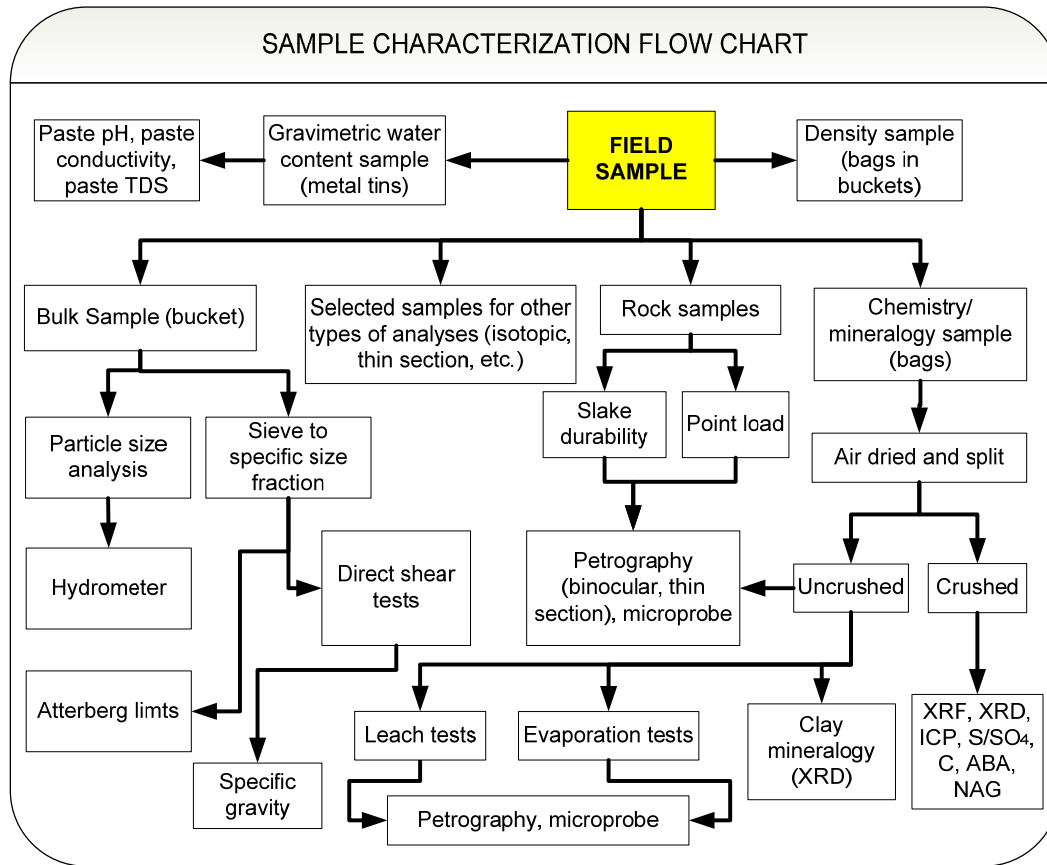 SAMPLE CHARACTERIZATION FLOW CHART
Paste pH, paste
conductivity,
paste TDS
Gravimetric water
content sample
(metal tins)
FIELD
SAMPLE
Density sample
(bags in
buckets)
Bulk Sample (bucket)
Selected samples for other
types of analyses (isotopic,
thin section, etc.)
Rock samples
Chemistry/
mineralogy sample
(bags)
Particle size
analysis
Sieve to
specific size
fraction
Slake
durability
Point load
Air dried and split
Hydrometer
Direct shear
tests
Petrography
(binocular, thin
section), microprobe
Uncrushed
Crushed
Atterberg limts
Specific
gravity
Leach tests
Evaporation tests
Clay
mineralogy
(XRD)
XRF, XRD,
ICP, S/SO4,
C, ABA,
NAG
Petrography, microprobe